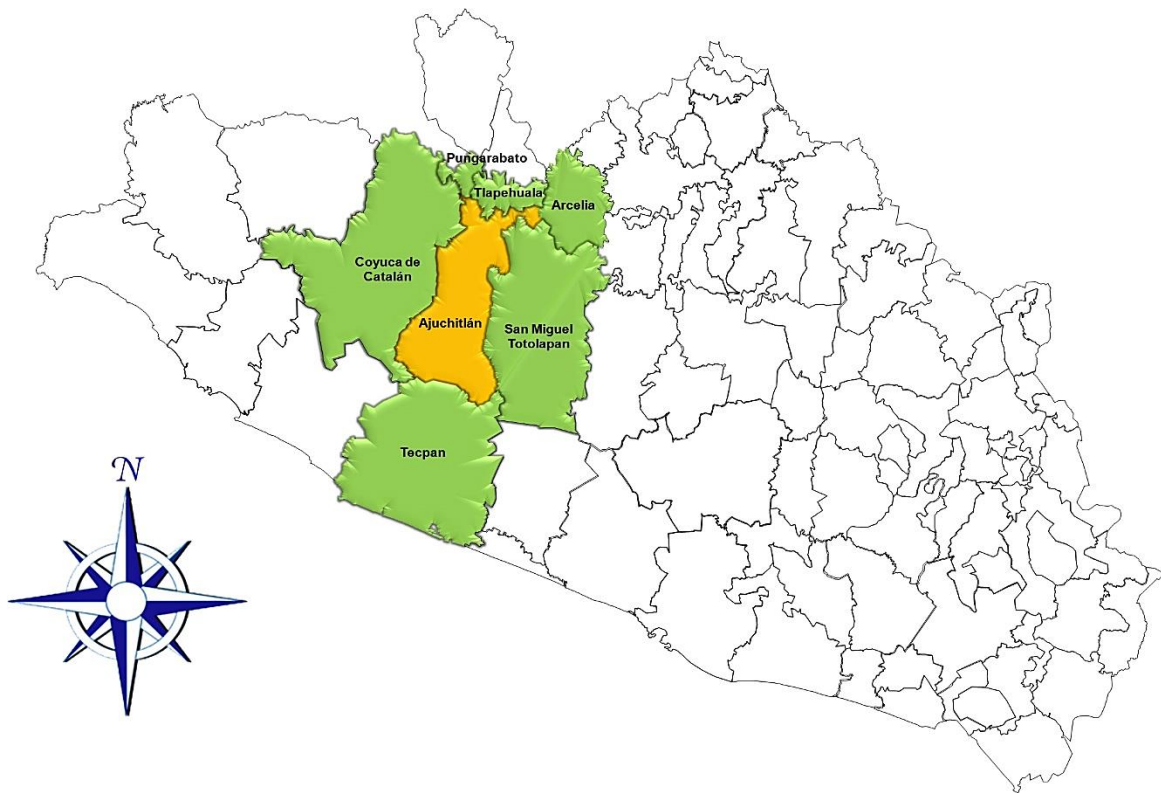 Pungarabato
Tlapehuala
Arcelia
Coyuca de
Catalán
Ajuchitlán
San Miguel
Totolapan
Tecpan
N